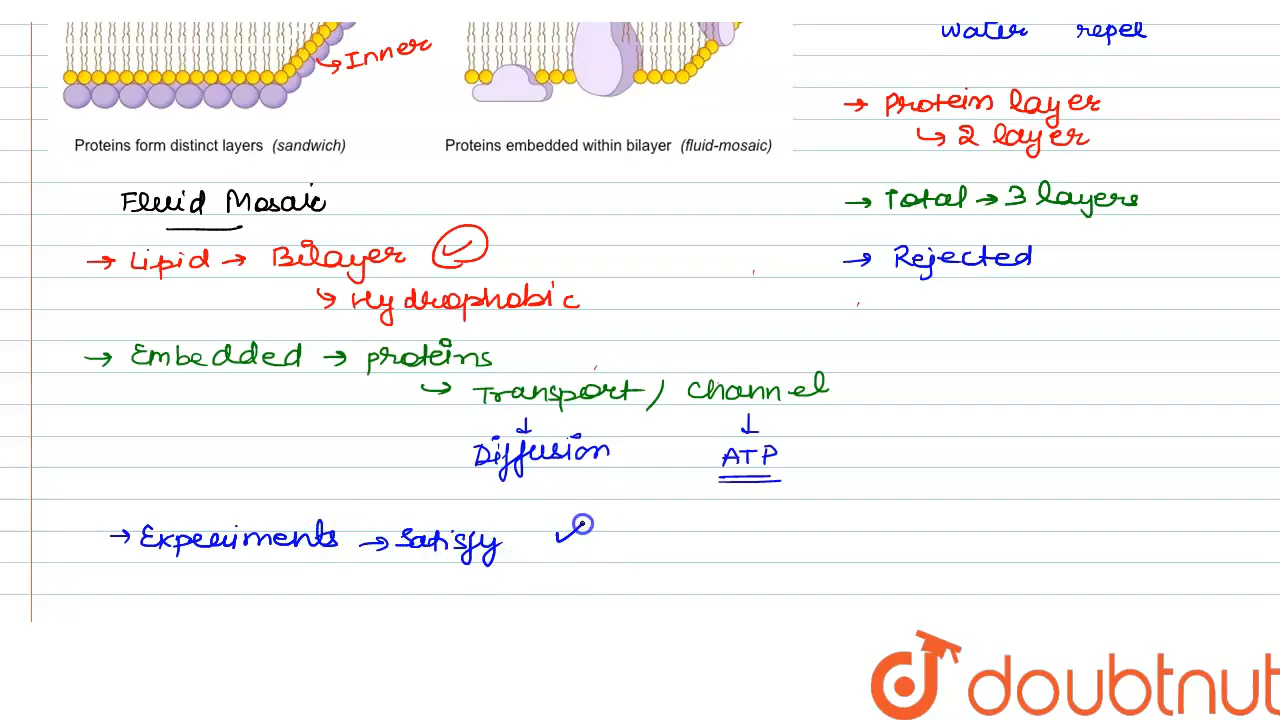 Inner
Proteins form distinct layers (sandwich)
Proteins embedded within bilayer (fluid-mosaic)
Fluid Mosaic
→ Lipid → Bilayer ✓
↳ Hydrophobic
→ Embedded → proteins
↳ Transport / channel
↓ ↓
Diffusion ATP
→ Experiments → Satisfy ✓
water repel
→ Protein layer
↳ 2 layer
→ Total → 3 layers
→ Rejected
doubtnut